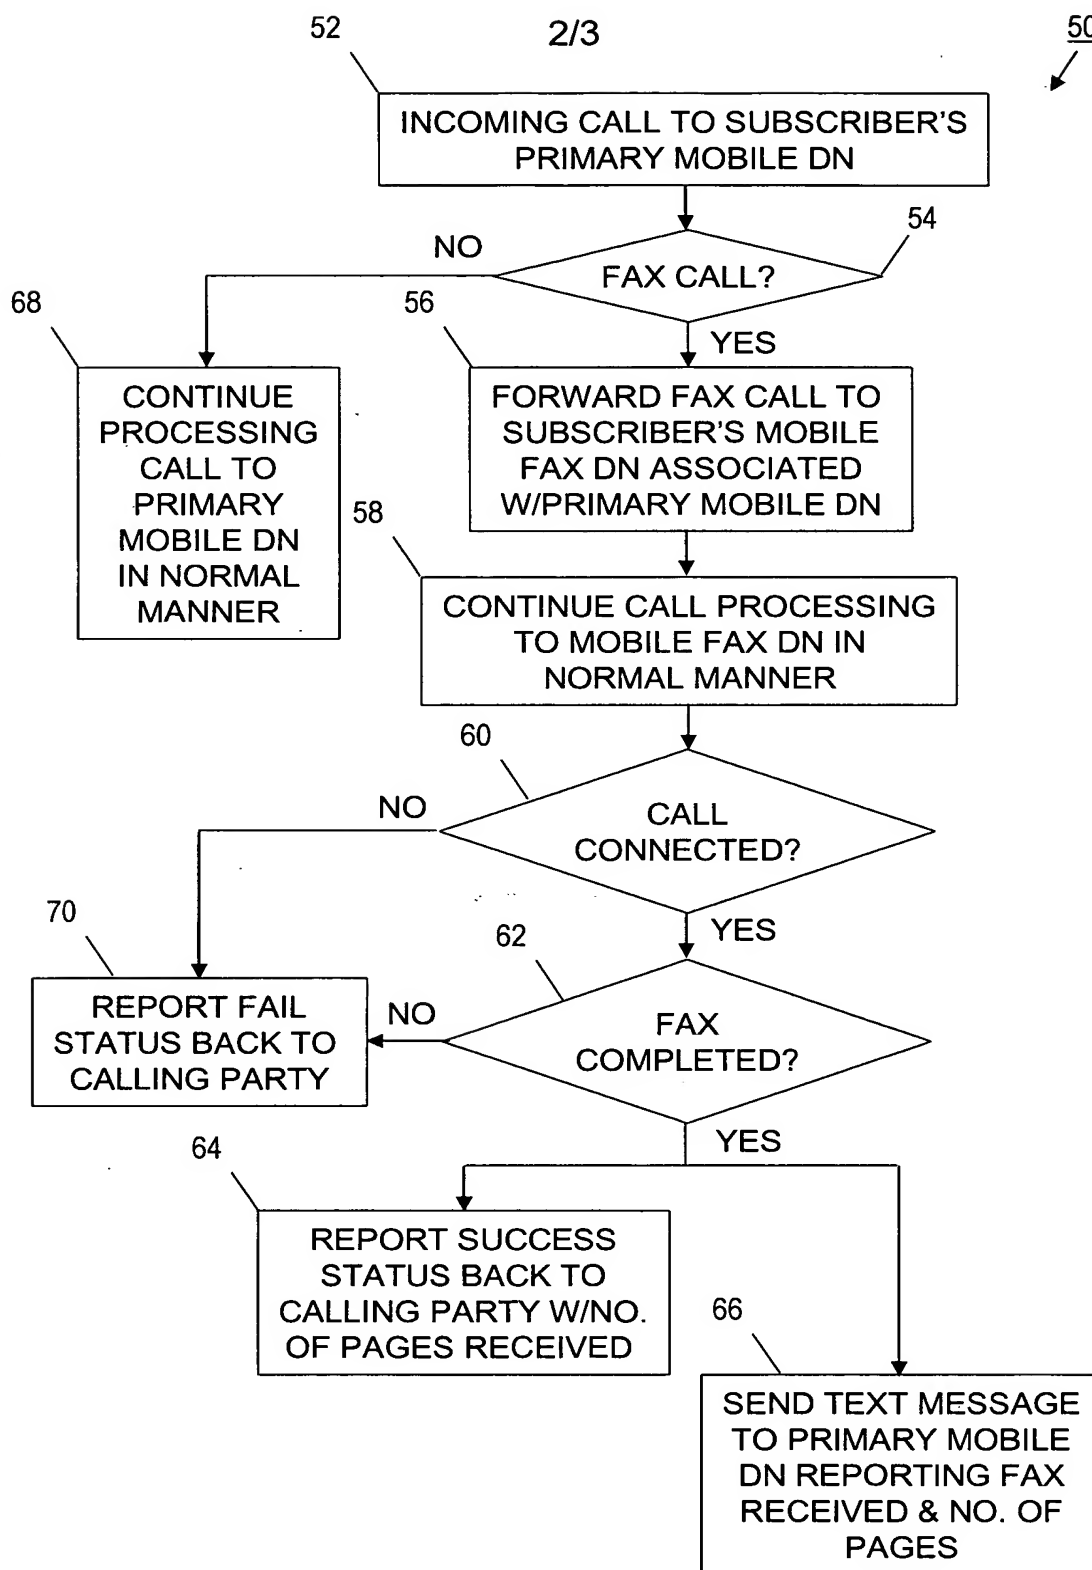 2/3
50
52
INCOMING CALL TO SUBSCRIBER'S
PRIMARY MOBILE DN
54
FAX CALL?
NO
YES
68
CONTINUE
PROCESSING
CALL TO
PRIMARY
MOBILE DN
IN NORMAL
MANNER
56
FORWARD FAX CALL TO
SUBSCRIBER'S MOBILE
FAX DN ASSOCIATED
W/PRIMARY MOBILE DN
58
CONTINUE CALL PROCESSING
TO MOBILE FAX DN IN
NORMAL MANNER
60
CALL
CONNECTED?
NO
YES
70
REPORT FAIL
STATUS BACK TO
CALLING PARTY
62
FAX
COMPLETED?
NO
YES
64
REPORT SUCCESS
STATUS BACK TO
CALLING PARTY W/NO.
OF PAGES RECEIVED
66
SEND TEXT MESSAGE
TO PRIMARY MOBILE
DN REPORTING FAX
RECEIVED & NO. OF
PAGES